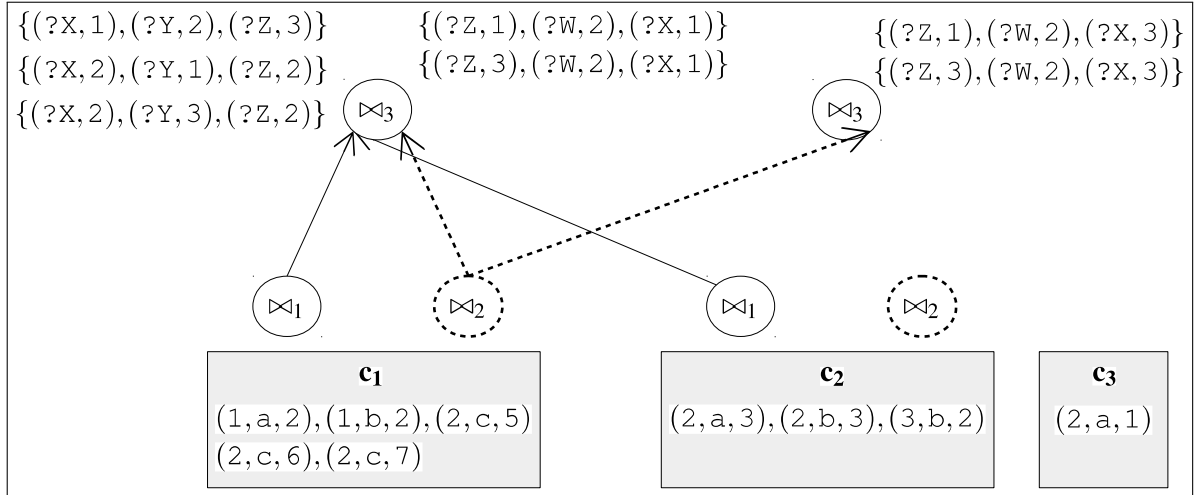 {(?X,1),(?Y,2),(?Z,3)}
{(?X,2),(?Y,1),(?Z,2)}
{(?X,2),(?Y,3),(?Z,2)}
{(?Z,1),(?W,2),(?X,1)}
{(?Z,3),(?W,2),(?X,1)}
{(?Z,1),(?W,2),(?X,3)}
{(?Z,3),(?W,2),(?X,3)}
⋈3
⋈3
⋈1
⋈2
⋈1
⋈2
c1
(1,a,2),(1,b,2),(2,c,5)
(2,c,6),(2,c,7)
c2
(2,a,3),(2,b,3),(3,b,2)
c3
(2,a,1)